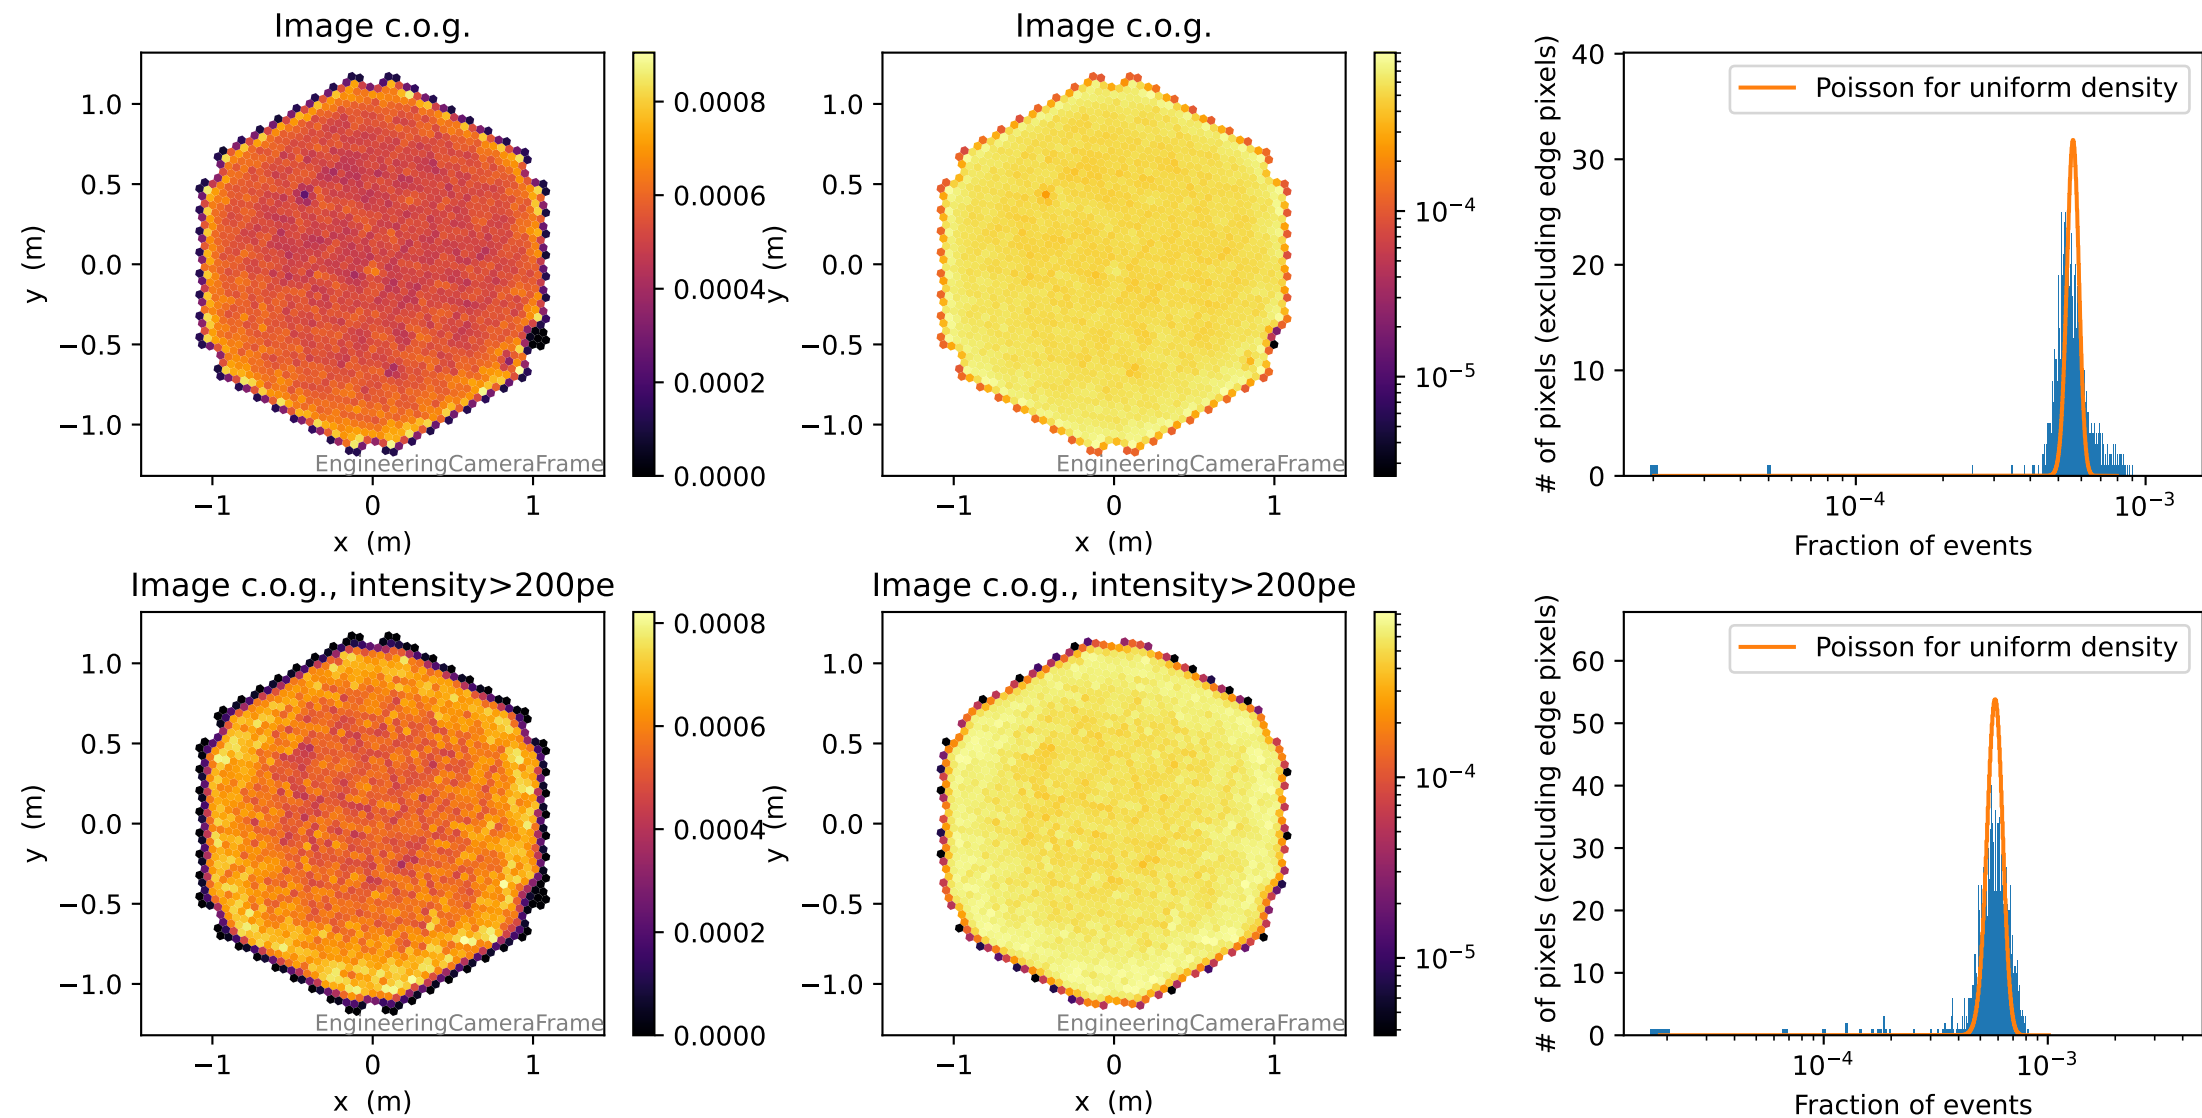 Image c.o.g.
y (m)
1.0
0.5
0.0
−0.5
−1.0
−1 0 1
x (m)
EngineeringCameraFrame
0.0008
0.0006
0.0004
0.0002
0.0000
Image c.o.g.
y (m)
1.0
0.5
0.0
−0.5
−1.0
−1 0 1
x (m)
EngineeringCameraFrame
10−4
10−5
# of pixels (excluding edge pixels)
40
30
20
10
0
Poisson for uniform density
10−4 10−3
Fraction of events
Image c.o.g., intensity>200pe
y (m)
1.0
0.5
0.0
−0.5
−1.0
−1 0 1
x (m)
EngineeringCameraFrame
0.0008
0.0006
0.0004
0.0002
0.0000
Image c.o.g., intensity>200pe
y (m)
1.0
0.5
0.0
−0.5
−1.0
−1 0 1
x (m)
EngineeringCameraFrame
10−4
10−5
# of pixels (excluding edge pixels)
60
50
40
30
20
10
0
Poisson for uniform density
10−4 10−3
Fraction of events